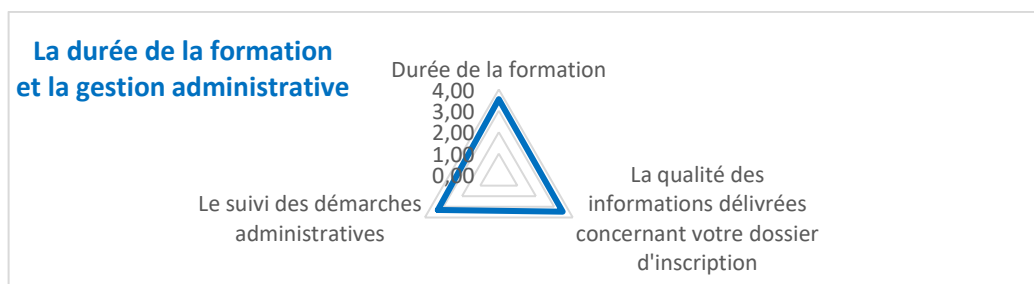 La durée de la formation
et la gestion administrative
Durée de la formation
4,00
3,00
2,00
1,00
0,00
La qualité des
informations délivrées
concernant votre dossier
d'inscription
Le suivi des démarches
administratives